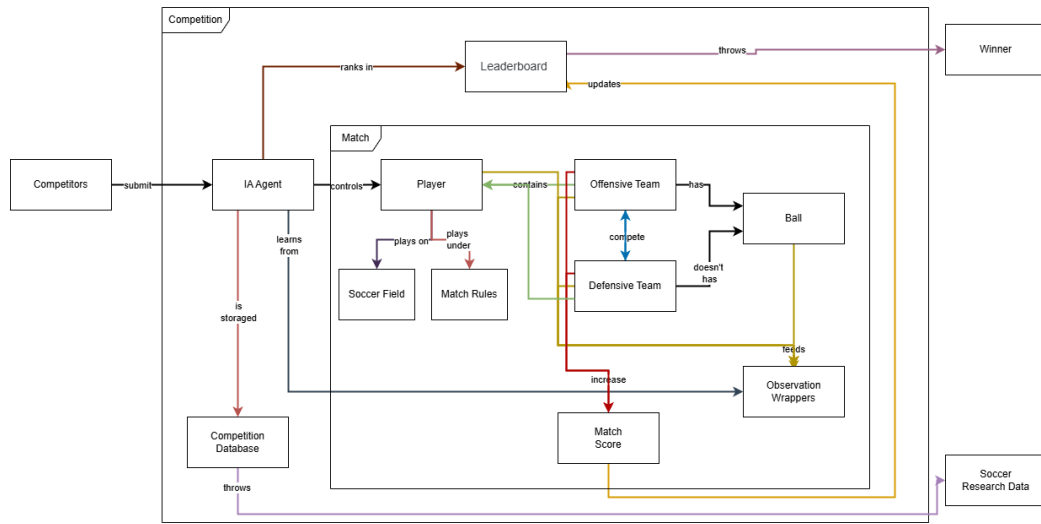 Competition
Leaderboard
throws
Winner
ranks in
updates
Match
Competitors
submit
IA Agent
controls
Player
contains
Offensive Team
has
Ball
learns
from
plays on
plays
under
compete
doesn't
has
Soccer Field
Match Rules
Defensive Team
is
storaged
feeds
increase
Observation
Wrappers
Competition
Database
Match
Score
throws
Soccer
Research Data